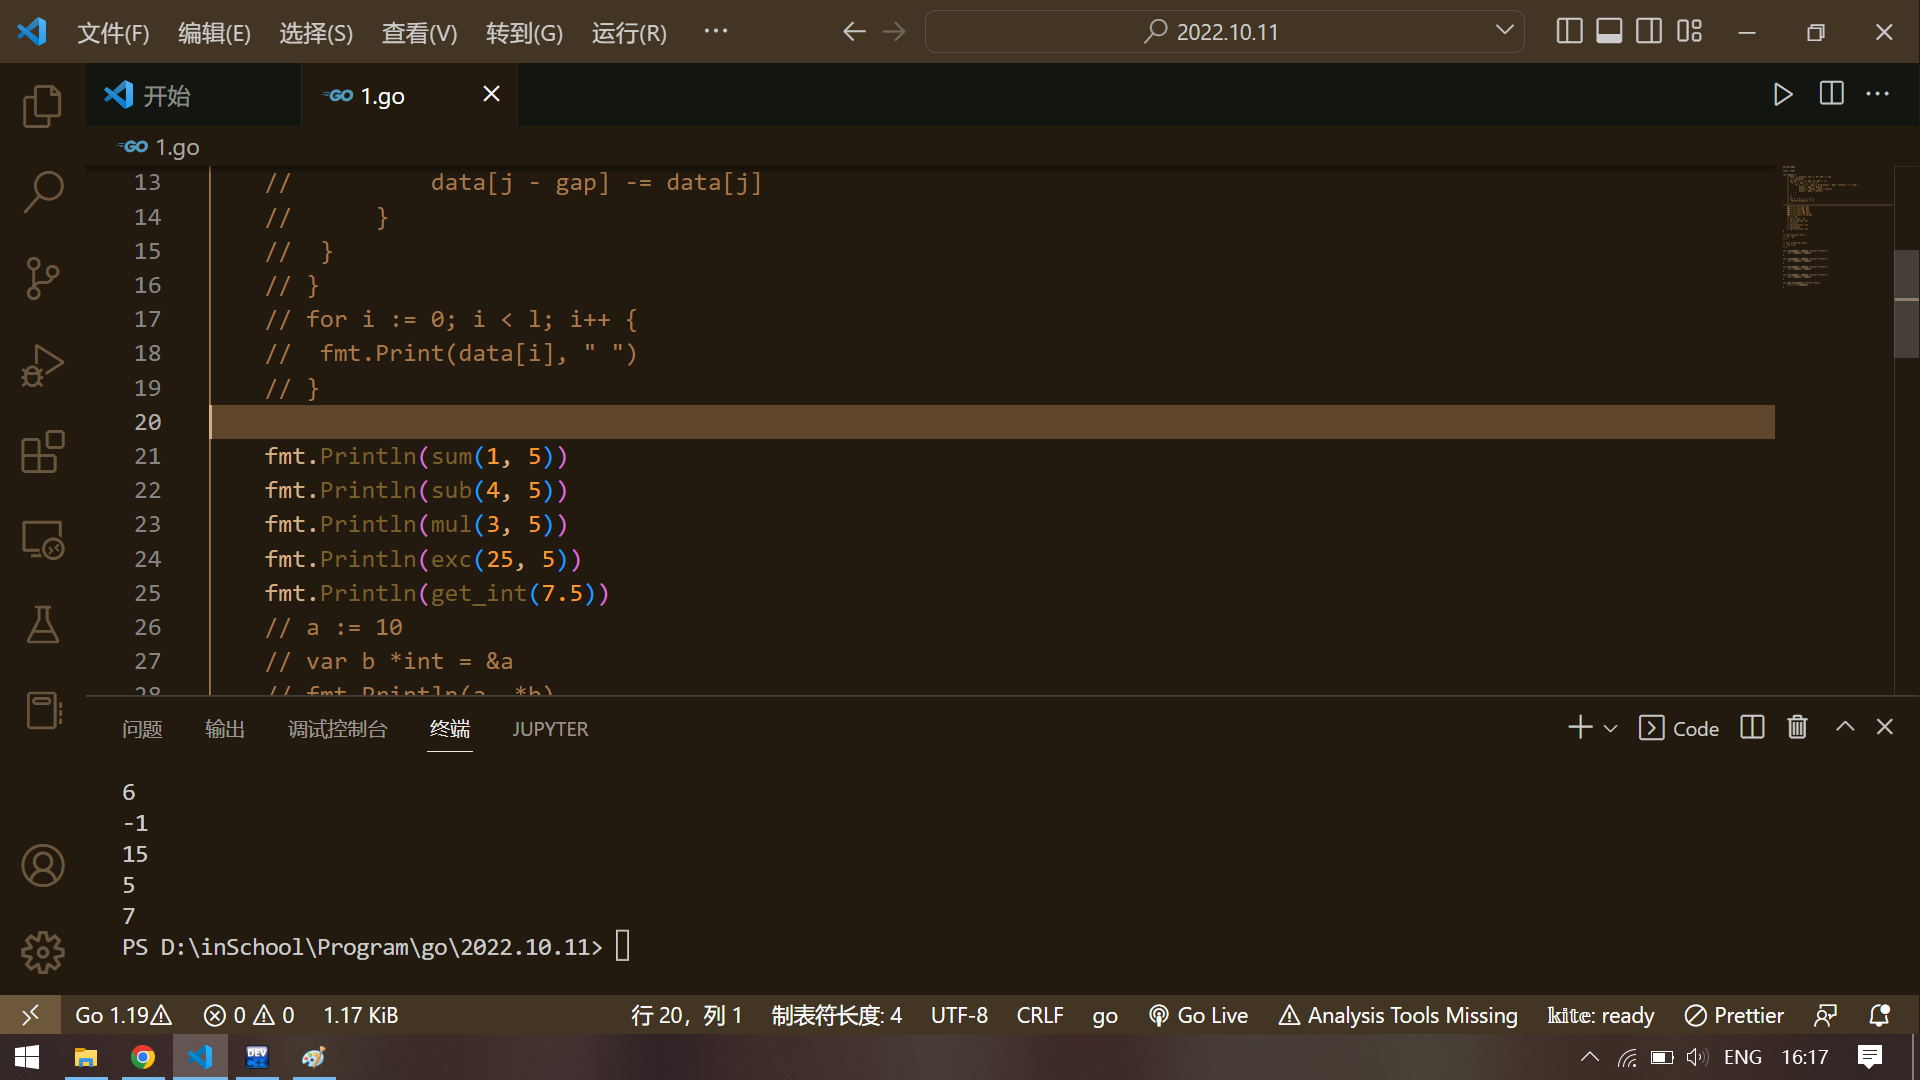 文件(F) 编辑(E) 选择(S) 查看(V) 转到(G) 运行(R) ··· 2022.10.11
开始 GO 1.go
GO 1.go
13 // data[j - gap] -= data[j]
14 // }
15 // }
16 // }
17 // for i := 0; i < l; i++ {
18 // fmt.Print(data[i], " ")
19 // }
20
21 fmt.Println(sum(1, 5))
22 fmt.Println(sub(4, 5))
23 fmt.Println(mul(3, 5))
24 fmt.Println(exc(25, 5))
25 fmt.Println(get_int(7.5))
26 // a := 10
27 // var b *int = &a
28 // fmt.Println(a, *b)
问题 输出 调试控制台 终端 JUPYTER Code
6
-1
15
5
7
PS D:\inSchool\Program\go\2022.10.11>
Go 1.19 0 0 1.17 KiB 行 20，列 1 制表符长度: 4 UTF-8 CRLF go Go Live Analysis Tools Missing kite: ready Prettier
DEV ENG 16:17